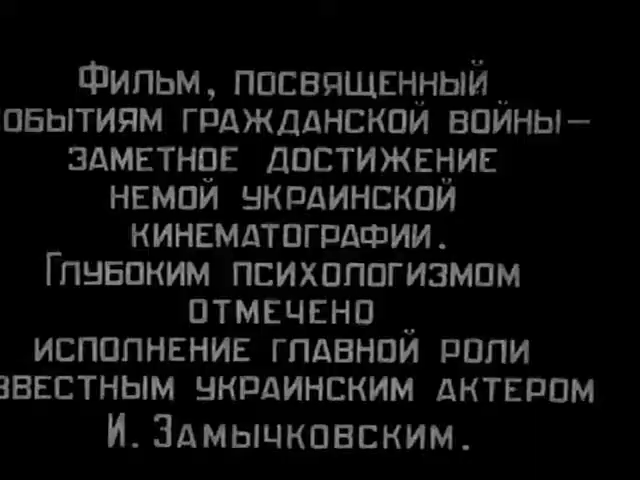 ФИЛЬМ, ПОСВЯЩЕННЫЙ
ОБЫТИЯМ ГРАЖДАНСКОЙ ВОЙНЫ—
ЗАМЕТНОЕ ДОСТИЖЕНИЕ
НЕМОЙ УКРАИНСКОЙ
КИНЕМАТОГРАФИИ.
ГЛУБОКИМ ПСИХОЛОГИЗМОМ
ОТМЕЧЕНО
ИСПОЛНЕНИЕ ГЛАВНОЙ РОЛИ
ЗВЕСТНЫМ УКРАИНСКИМ АКТЕРОМ
И. ЗАМЫЧКОВСКИМ.